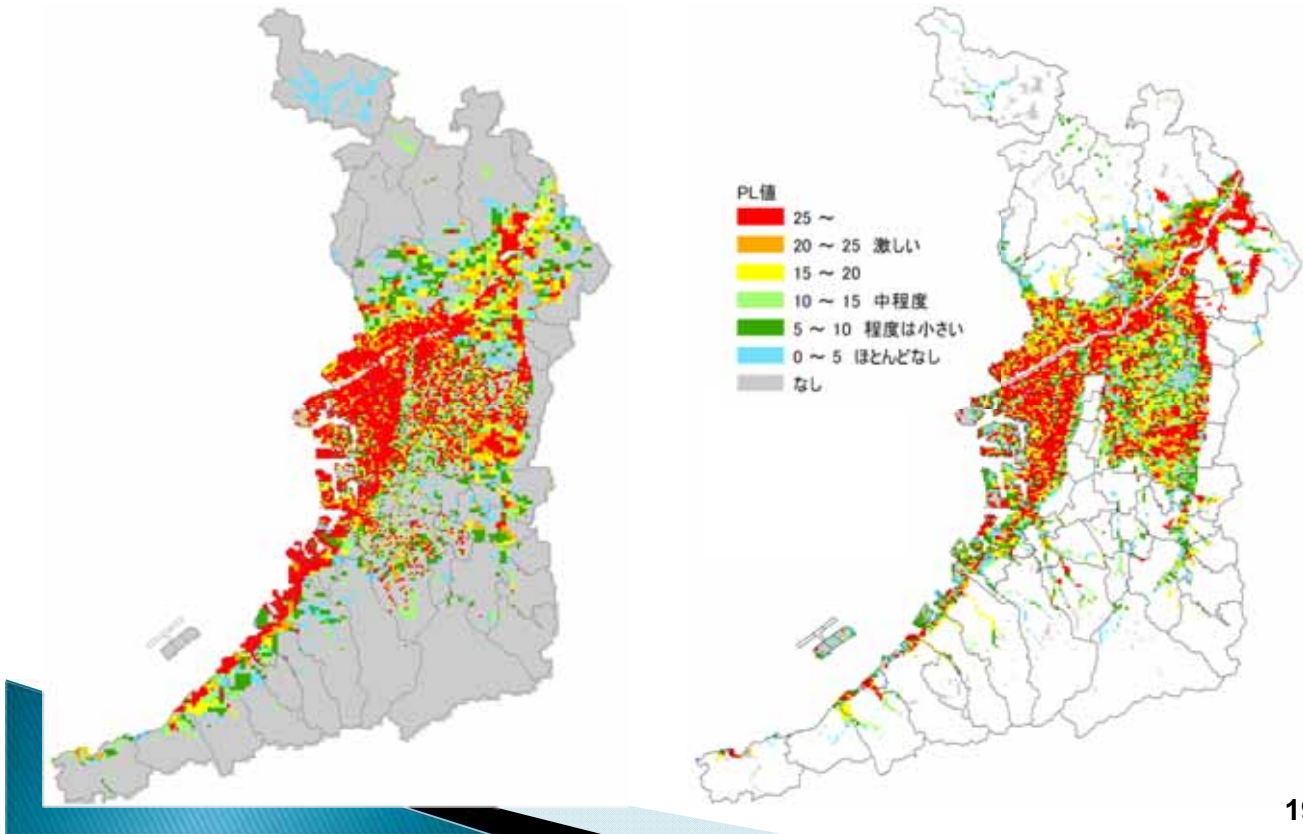 PL値
25 ～
20 ～ 25 激しい
15 ～ 20
10 ～ 15 中程度
5 ～ 10 程度は小さい
0 ～ 5 ほとんどなし
なし
19